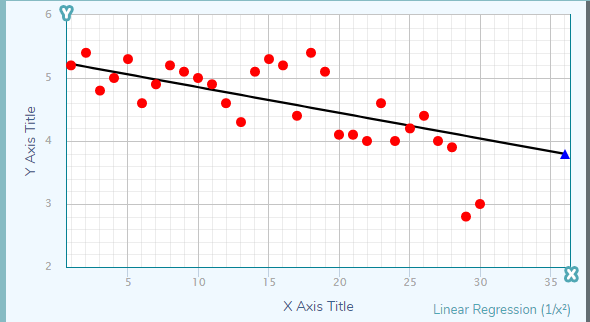 Y
6
5
4
3
2
Y Axis Title
5 10 15 20 25 30 35
X
X Axis Title
Linear Regression (1/x²)